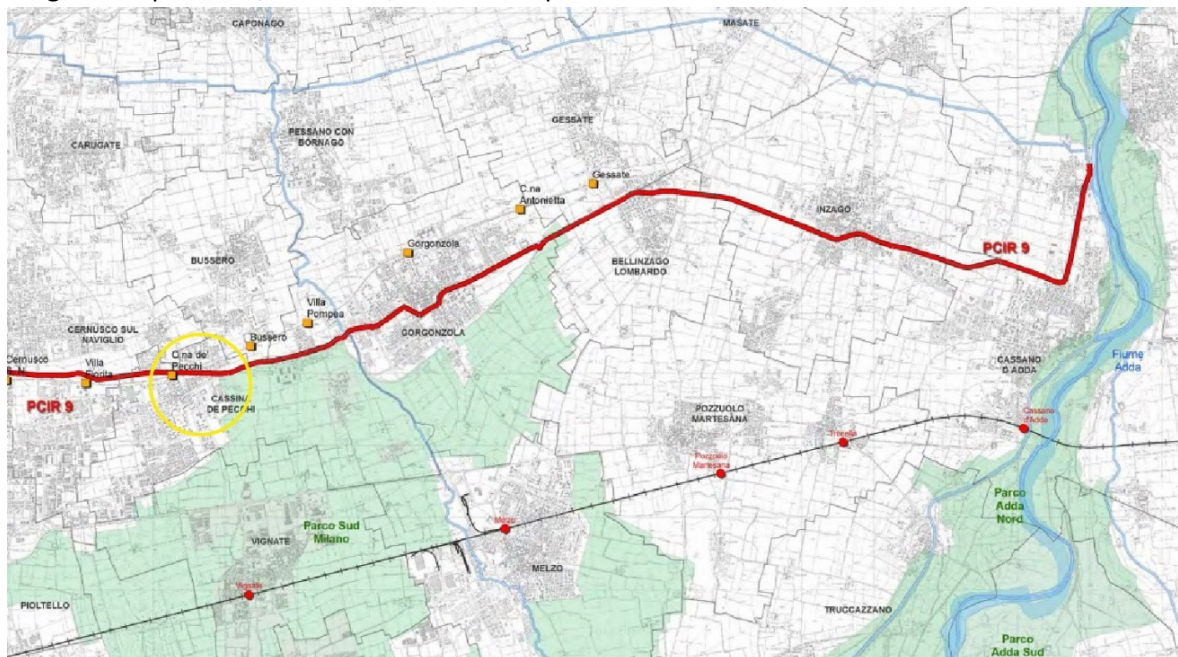 CAPONAGO
MASATE
GESSATE
PESSANO CON
BORNAGO
CARUGATE
Gessate
C.na
Antonietta
INZAGO
Gorgonzola
PCIR 9
BUSSERO
BELLINZAGO
LOMBARDO
Villa
Pompea
CERNUSCO SUL
NAVIGLIO
GORGONZOLA
Bussero
C.na de'
Pecchi
Cernusco
S. N.
Villa
Fiorita
CASSANO
D'ADDA
Fiume
Adda
PCIR 9
CASSINA
DE PECCHI
POZZUOLO
MARTESANA
Cassano
d'Adda
Trecella
Pozzuolo
Martesana
Parco
Adda
Nord
Parco Sud
Milano
Melzo
VIGNATE
MELZO
Vignate
PIOLTELLO
TRUCCAZZANO
Parco
Adda Sud